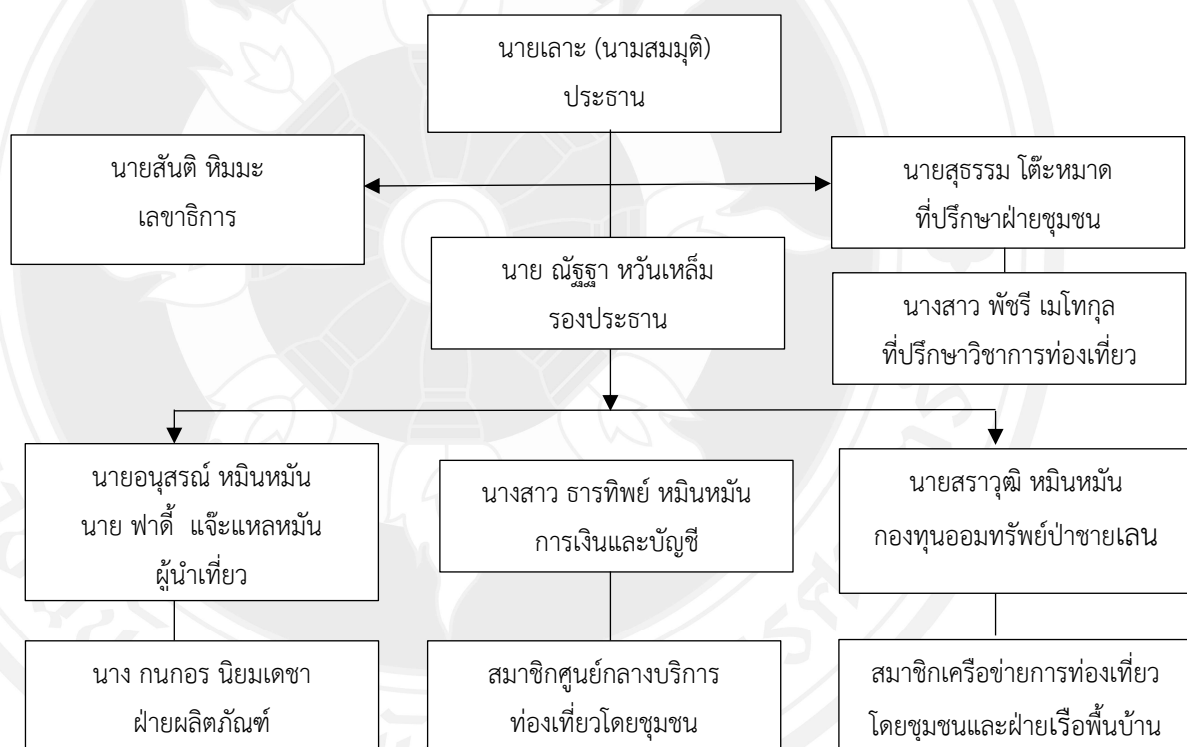 นายเลาะ (นามสมมุติ)
ประธาน
นายสันติ หิมมะ
เลขาธิการ
นายสุธรรม โต๊ะหมาด
ที่ปรึกษาฝ่ายชุมชน
นาย ณัฐฐา หวันเหล็ม
รองประธาน
นางสาว พัชรี เมโทกุล
ที่ปรึกษาวิชาการท่องเที่ยว
นายอนุสรณ์ หมินหมัน
นาย ฟาดี้ แจ๊ะแหลหมัน
ผู้นำเที่ยว
นางสาว ธารทิพย์ หมินหมัน
การเงินและบัญชี
นายสราวุฒิ หมินหมัน
กองทุนออมทรัพย์ป่าชายเลน
นาง กนกอร นิยมเดชา
ฝ่ายผลิตภัณฑ์
สมาชิกศูนย์กลางบริการ
ท่องเที่ยวโดยชุมชน
สมาชิกเครือข่ายการท่องเที่ยว
โดยชุมชนและฝ่ายเรือพื้นบ้าน